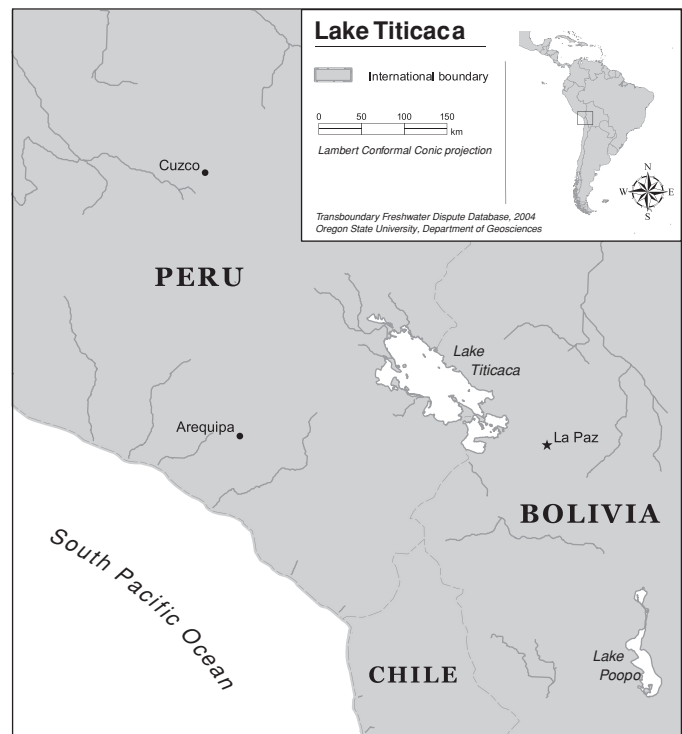 Lake Titicaca
International boundary
0 50 100 150
km
Lambert Conformal Conic projection
Transboundary Freshwater Dispute Database, 2004
Oregon State University, Department of Geosciences
N
W E
S
Cuzco
PERU
Lake
Titicaca
Arequipa
La Paz
BOLIVIA
South Pacific Ocean
Lake
Poopo
CHILE